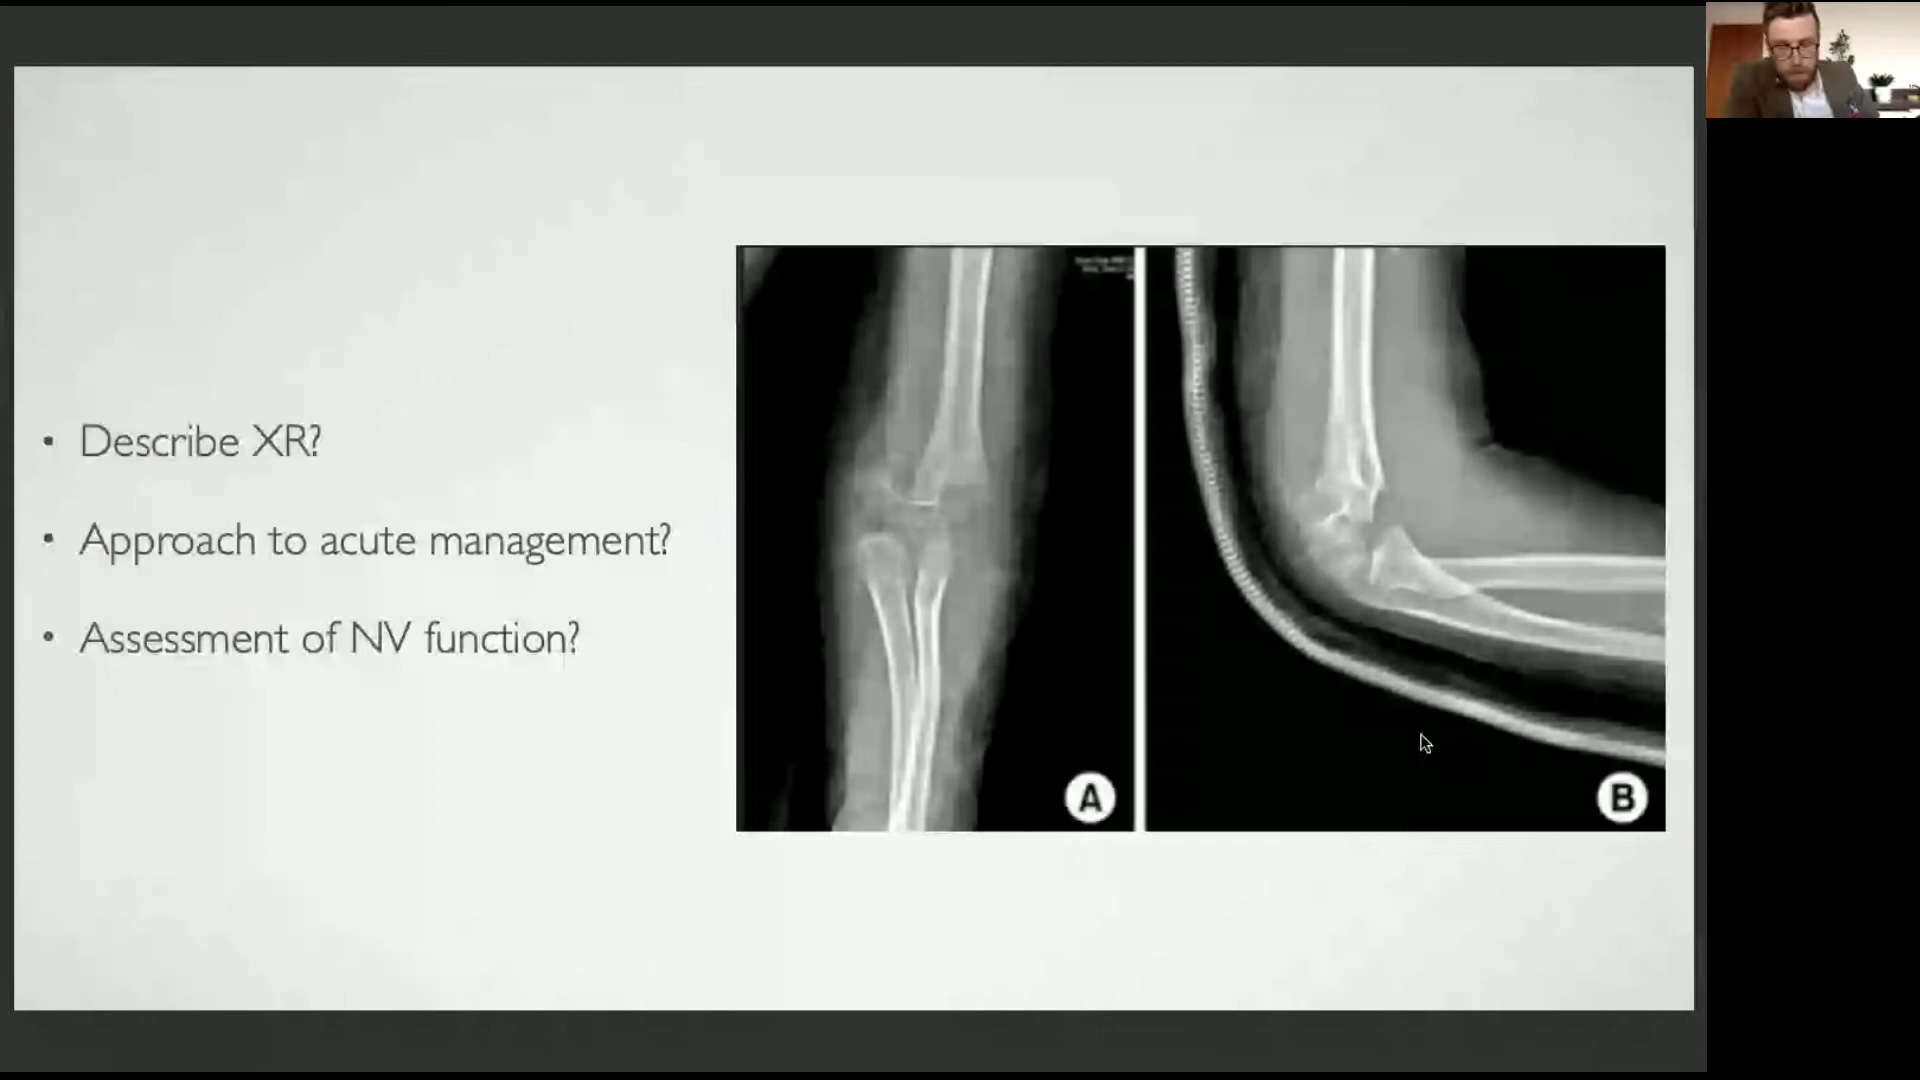 • Describe XR?
• Approach to acute management?
• Assessment of NV function?
A
B